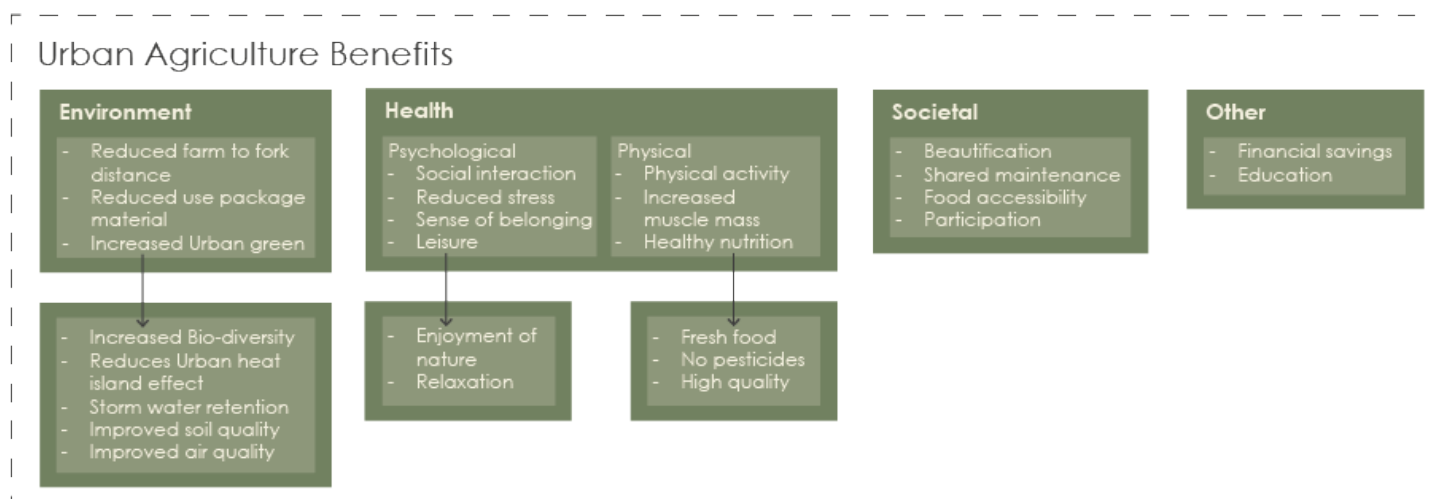 Urban Agriculture Benefits
Environment
- Reduced farm to fork
distance
- Reduced use package
material
- Increased Urban green
- Increased Bio-diversity
- Reduces Urban heat
island effect
- Storm water retention
- Improved soil quality
- Improved air quality
Health
Psychological
- Social interaction
- Reduced stress
- Sense of belonging
- Leisure
- Enjoyment of
nature
- Relaxation
Physical
- Physical activity
- Increased
muscle mass
- Healthy nutrition
- Fresh food
- No pesticides
- High quality
Societal
- Beautification
- Shared maintenance
- Food accessibility
- Participation
Other
- Financial savings
- Education